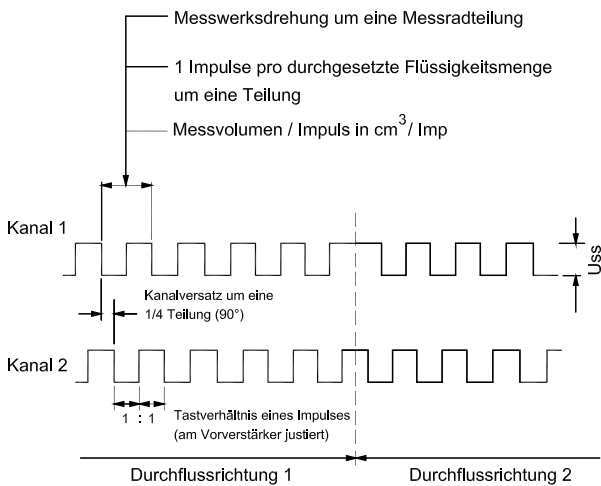 Messwerksdrehung um eine Messradteilung
1 Impulse pro durchgesetzte Flüssigkeitsmenge
um eine Teilung
Messvolumen / Impuls in cm³/ Imp
Kanal 1
Uss
Kanalversatz um eine
1/4 Teilung (90°)
Kanal 2
1 : 1
Tastverhältnis eines Impulses
(am Vorverstärker justiert)
Durchflussrichtung 1
Durchflussrichtung 2